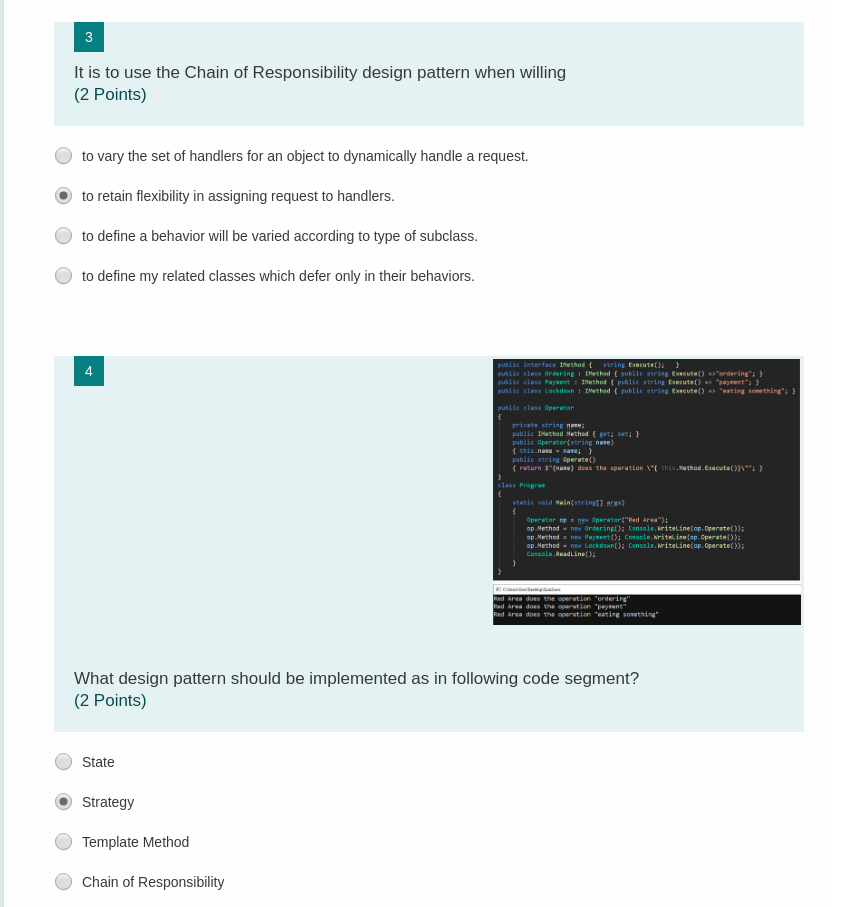 3
It is to use the Chain of Responsibility design pattern when willing
(2 Points)
to vary the set of handlers for an object to dynamically handle a request.
to retain flexibility in assigning request to handlers.
to define a behavior will be varied according to type of subclass.
to define my related classes which defer only in their behaviors.
4
public interface IMethod { string Execute(); }
public class Ordering : IMethod { public string Execute() =>"ordering"; }
public class Payment : IMethod { public string Execute() => "payment"; }
public class Lockdown : IMethod { public string Execute() => "eating something"; }
public class Operator
{
private string name;
public IMethod Method { get; set; }
public Operator(string name)
{ this.name = name; }
public string Operate()
{ return $"{name} does the operation \"{ this.Method.Execute()}\""; }
}
class Program
{
static void Main(string[] args)
{
Operator op = new Operator("Red Area");
op.Method = new Ordering(); Console.WriteLine(op.Operate());
op.Method = new Payment(); Console.WriteLine(op.Operate());
op.Method = new Lockdown(); Console.WriteLine(op.Operate());
Console.ReadLine();
}
}
Red Area does the operation "ordering"
Red Area does the operation "payment"
Red Area does the operation "eating something"
What design pattern should be implemented as in following code segment?
(2 Points)
State
Strategy
Template Method
Chain of Responsibility